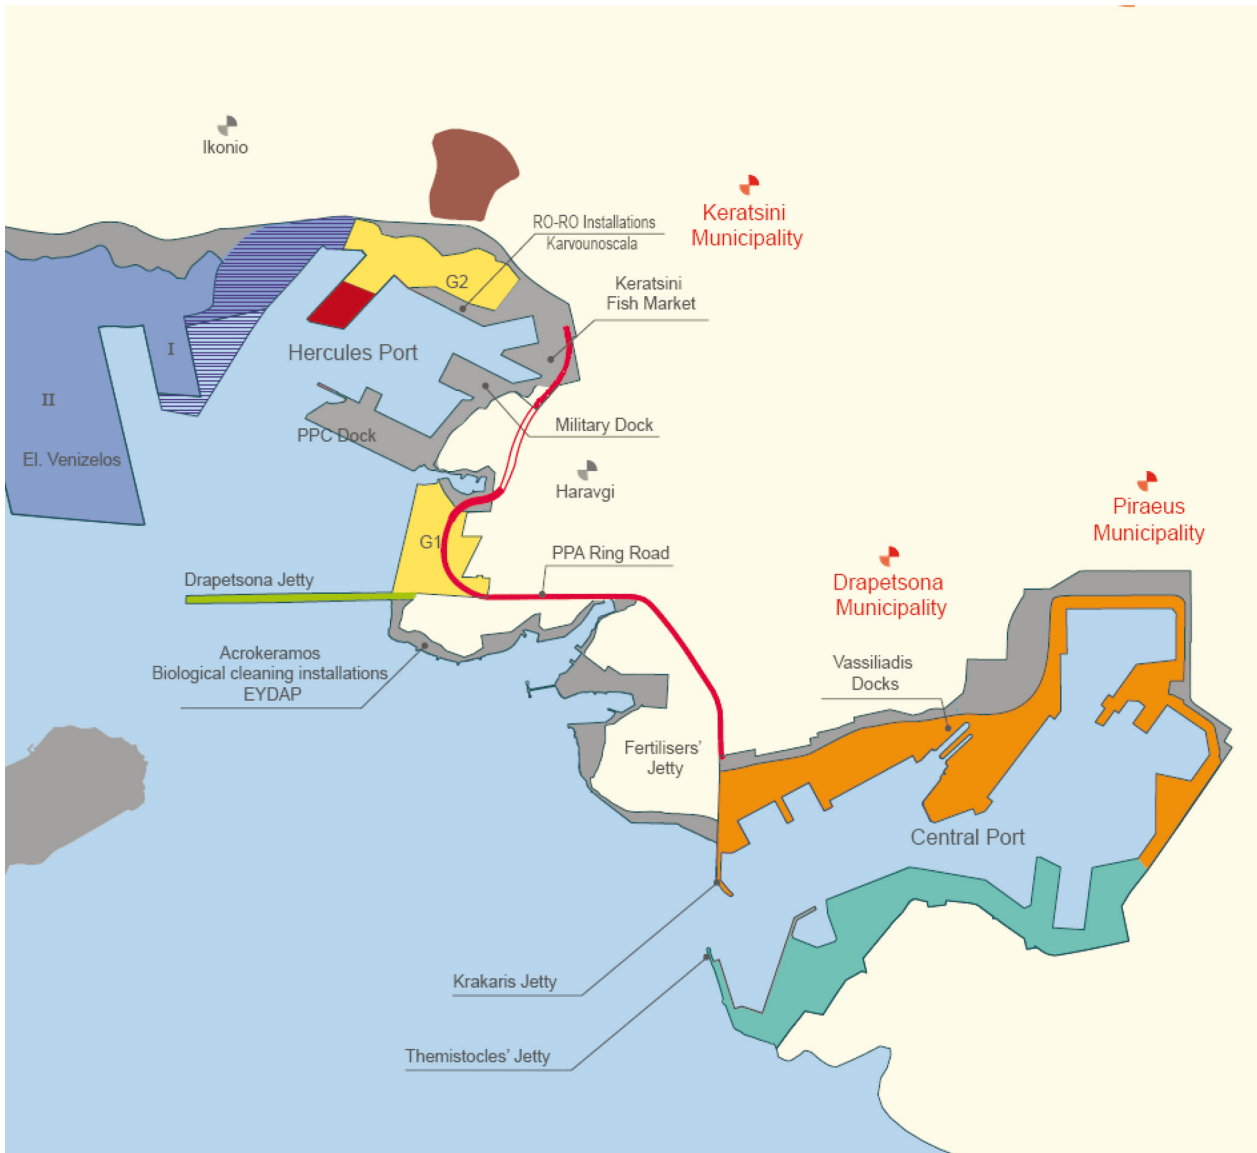 Ikonio
RO-RO Installations
Karvounoscala
Keratsini
Municipality
Keratsini
Fish Market
G2
Hercules Port
I
II
El. Venizelos
PPC Dock
Military Dock
Haravgi
Piraeus
Municipality
G1
PPA Ring Road
Drapetsona Jetty
Drapetsona
Municipality
Acrokeramos
Biological cleaning installations
EYDAP
Vassiliadis
Docks
Fertilisers'
Jetty
Central Port
Krakaris Jetty
Themistocles' Jetty